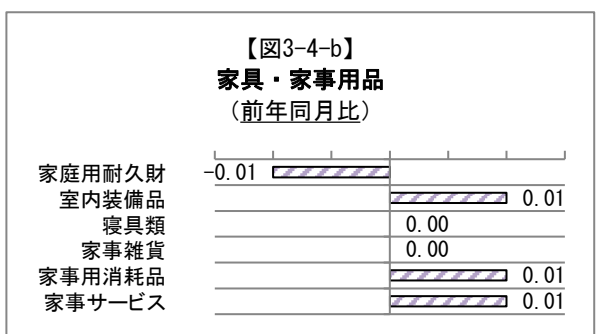 【図3-4-b】
家具・家事用品
（前年同月比）
家庭用耐久財 -0.01
室内装備品 0.01
寝具類 0.00
家事雑貨 0.00
家事用消耗品 0.01
家事サービス 0.01